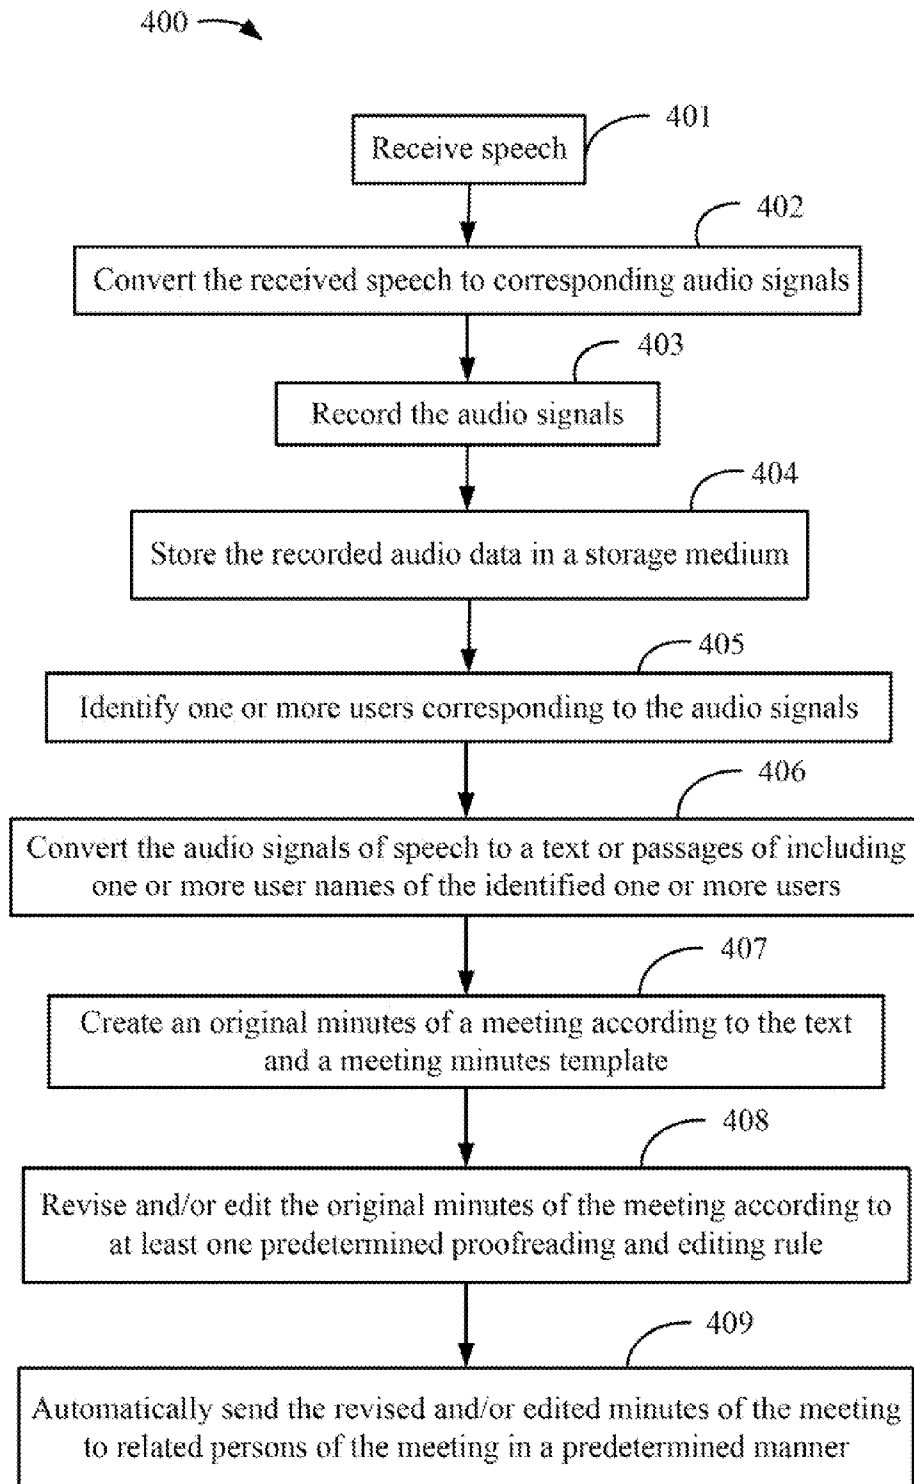 400
401
Receive speech
402
Convert the received speech to corresponding audio signals
403
Record the audio signals
404
Store the recorded audio data in a storage medium
405
Identify one or more users corresponding to the audio signals
406
Convert the audio signals of speech to a text or passages of including
one or more user names of the identified one or more users
407
Create an original minutes of a meeting according to the text
and a meeting minutes template
408
Revise and/or edit the original minutes of the meeting according to
at least one predetermined proofreading and editing rule
409
Automatically send the revised and/or edited minutes of the meeting
to related persons of the meeting in a predetermined manner